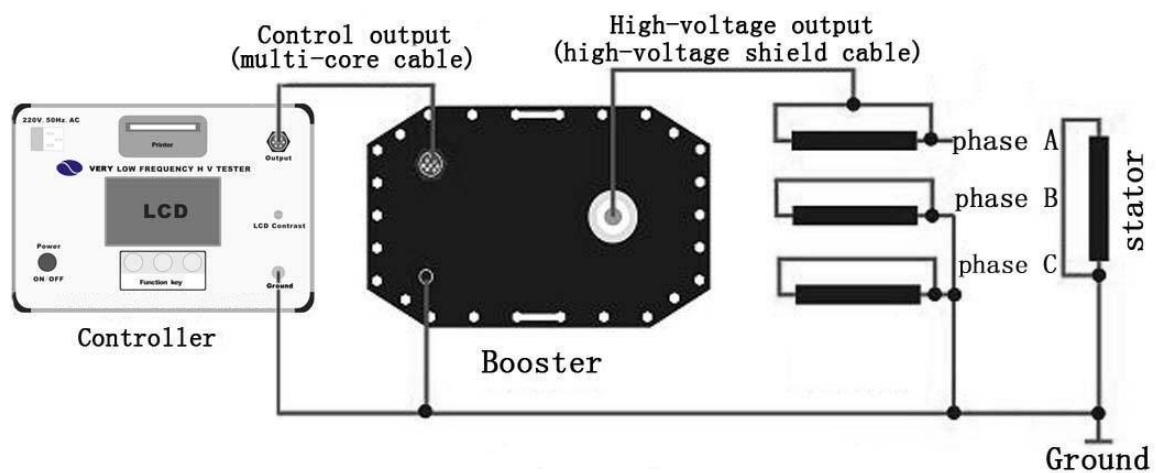 Control output
(multi-core cable)
High-voltage output
(high-voltage shield cable)
220V. 50Hz. AC
Printer
Output
VERY LOW FREQUENCY H V TESTER
LCD
LCD Contrast
Power
ON/OFF
Function key
Ground
Controller
Booster
phase A
phase B
phase C
stator
Ground